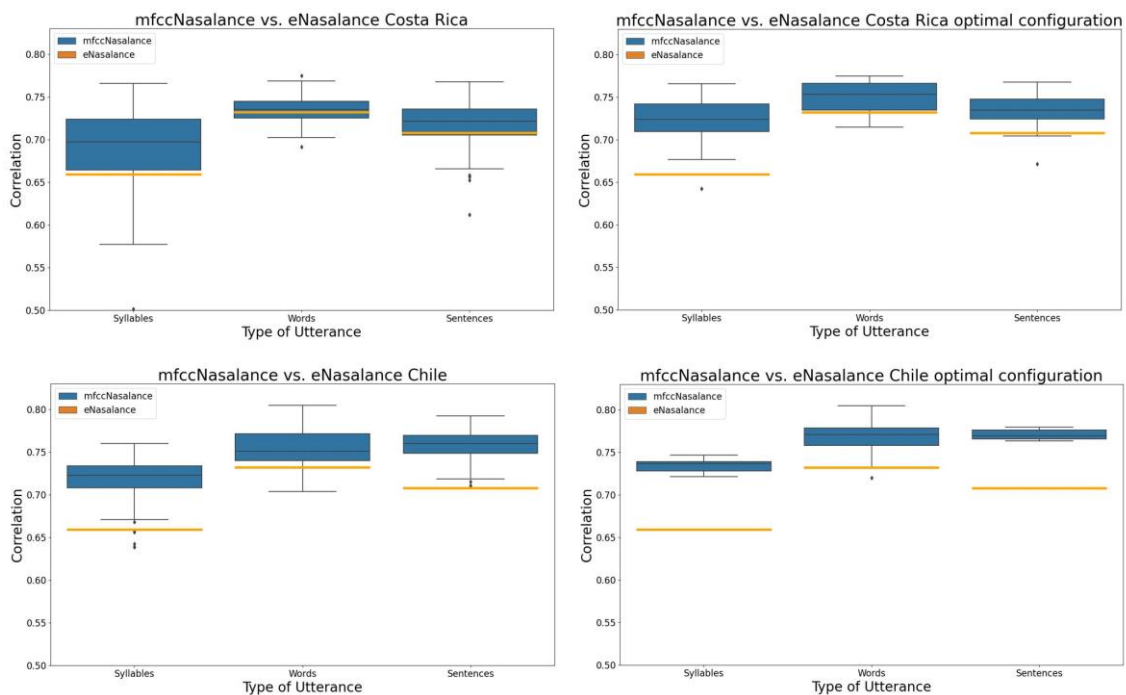 mfccNasalance vs. eNasalance Costa Rica
mfccNasalance
eNasalance
Correlation
0.80
0.75
0.70
0.65
0.60
0.55
0.50
Syllables Words Sentences
Type of Utterance
mfccNasalance vs. eNasalance Costa Rica optimal configuration
mfccNasalance
eNasalance
Correlation
0.80
0.75
0.70
0.65
0.60
0.55
0.50
Syllables Words Sentences
Type of Utterance
mfccNasalance vs. eNasalance Chile
mfccNasalance
eNasalance
Correlation
0.80
0.75
0.70
0.65
0.60
0.55
0.50
Syllables Words Sentences
Type of Utterance
mfccNasalance vs. eNasalance Chile optimal configuration
mfccNasalance
eNasalance
Correlation
0.80
0.75
0.70
0.65
0.60
0.55
0.50
Syllables Words Sentences
Type of Utterance